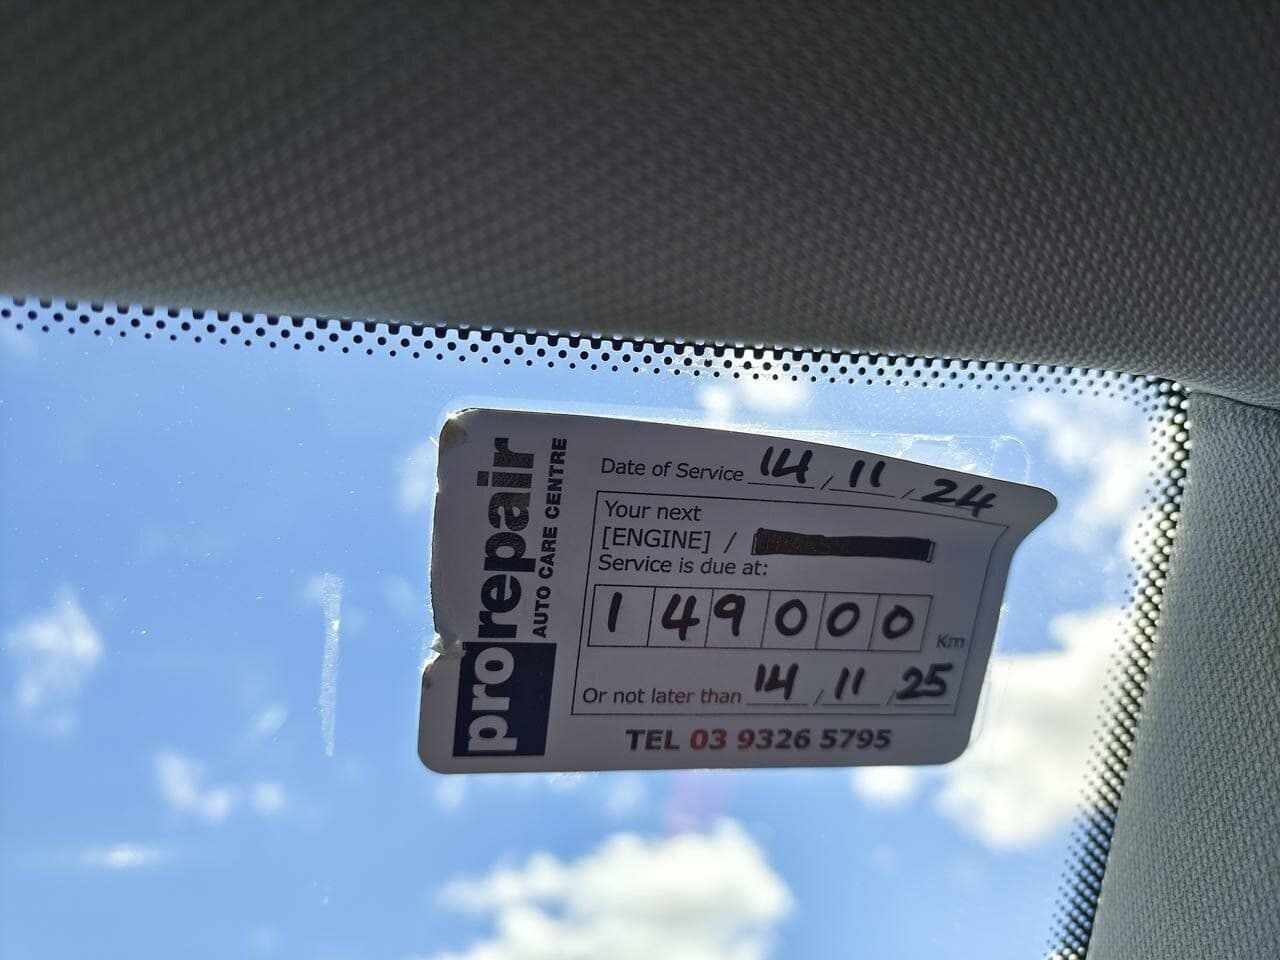 prorepair
AUTO CARE CENTRE
Date of Service 14 / 11 / 24
Your next
[ENGINE] /
Service is due at:
149000 Km
Or not later than 14 / 11 / 25
TEL 03 9326 5795